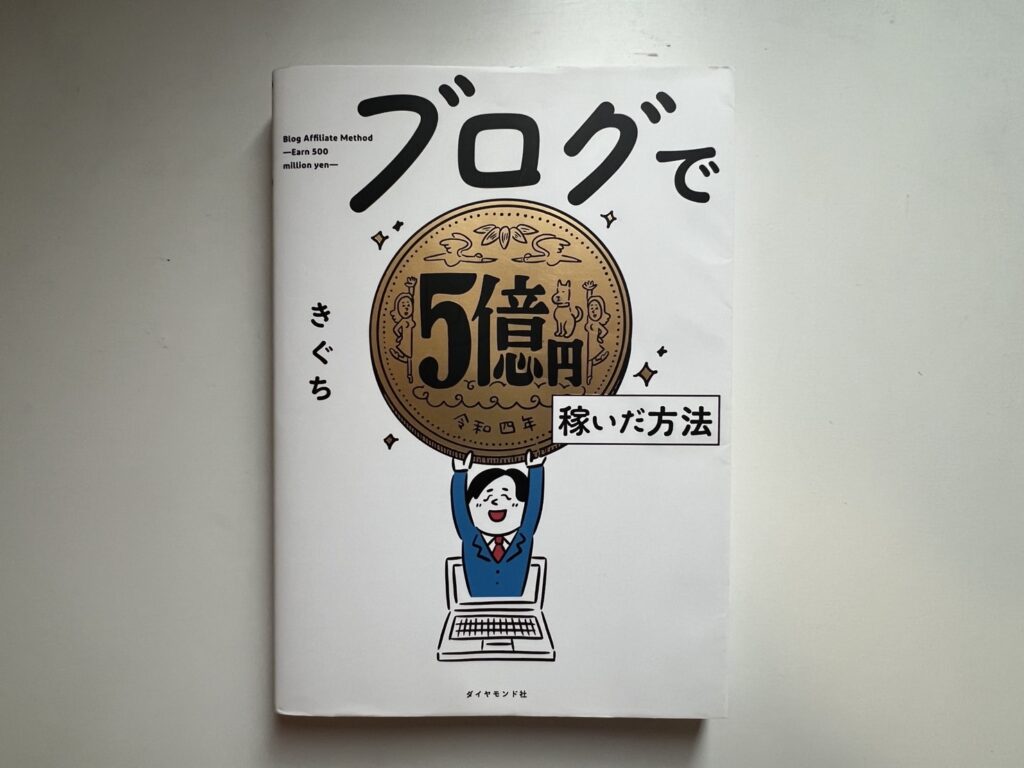 ブログで
Blog Affiliate Method
—Earn 500
million yen—
5億円
令和四年
稼いだ方法
きぐち
ダイヤモンド社